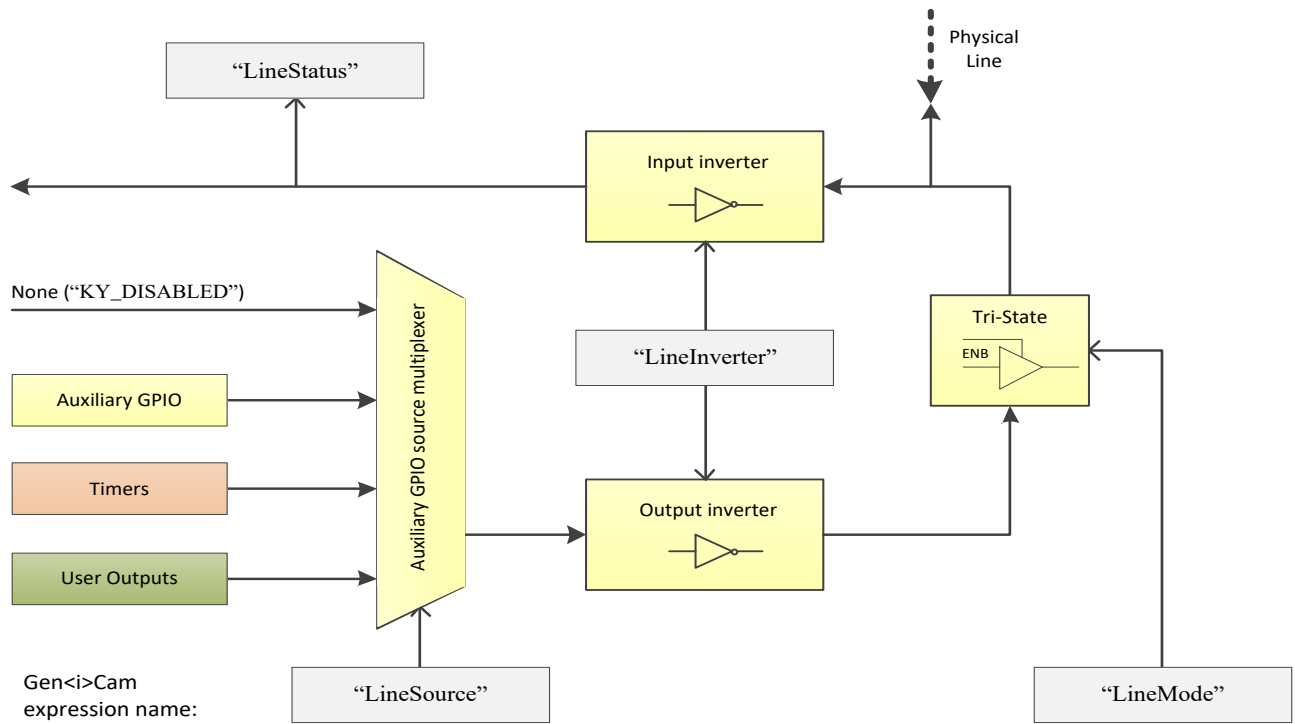 Physical
Line
“LineStatus”
Input inverter
None (“KY_DISABLED”)
Auxiliary GPIO source multiplexer
Tri-State
ENB
“LineInverter”
Auxiliary GPIO
Timers
Output inverter
User Outputs
Gen<i>Cam
expression name:
“LineSource”
“LineMode”